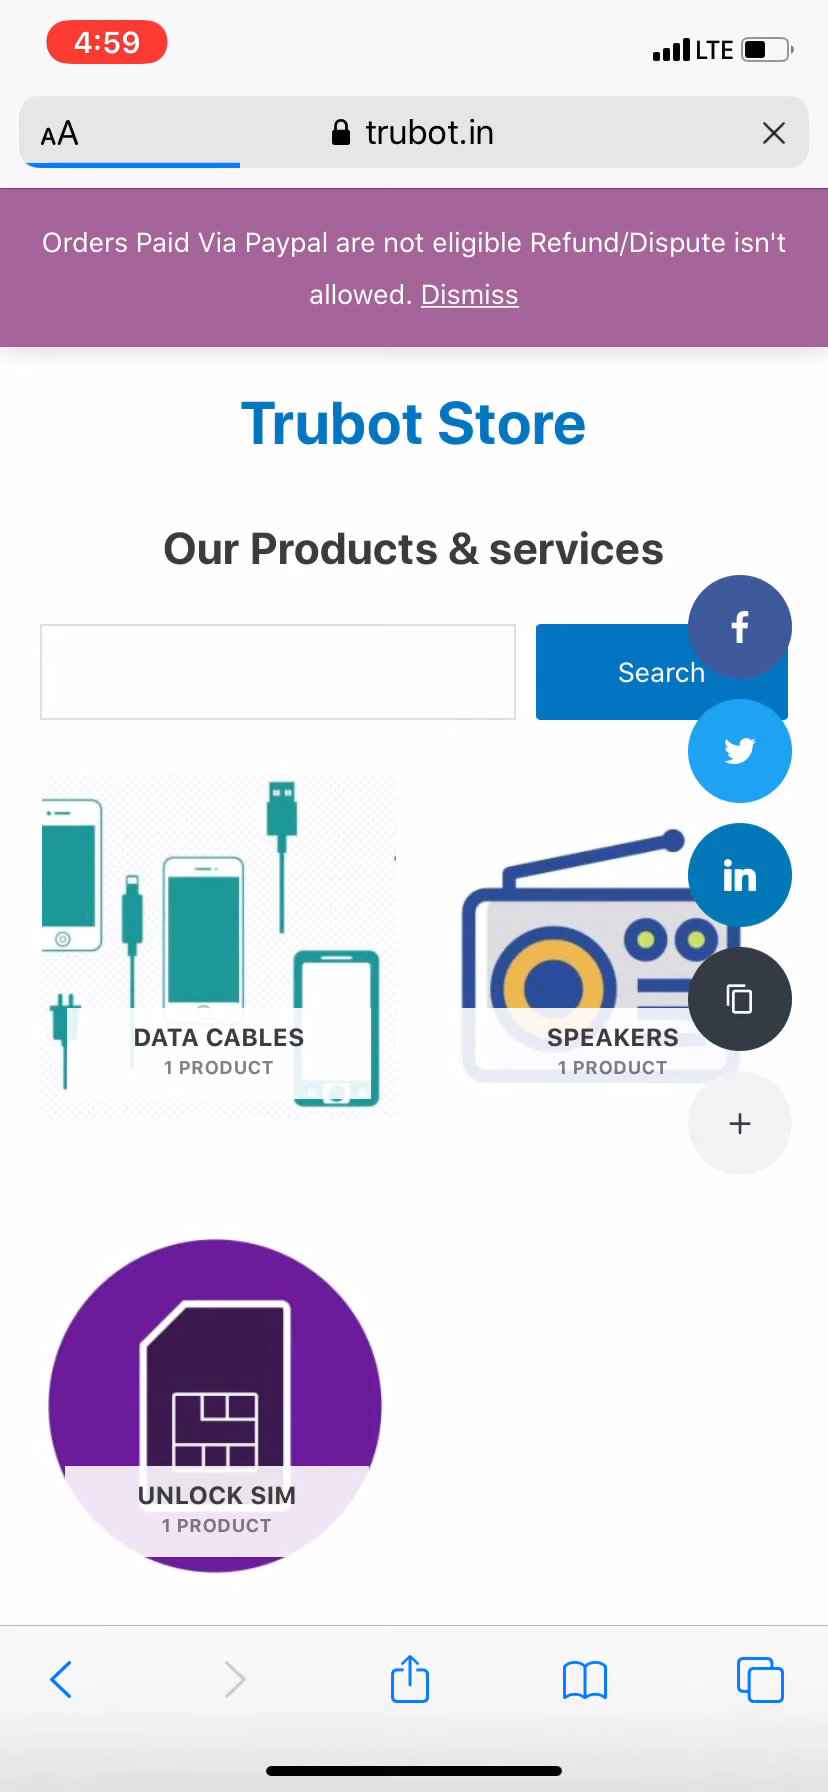 4:59
LTE
AA
trubot.in
Orders Paid Via Paypal are not eligible Refund/Dispute isn't
allowed. Dismiss
Trubot Store
Our Products & services
Search
DATA CABLES
1 PRODUCT
SPEAKERS
1 PRODUCT
UNLOCK SIM
1 PRODUCT